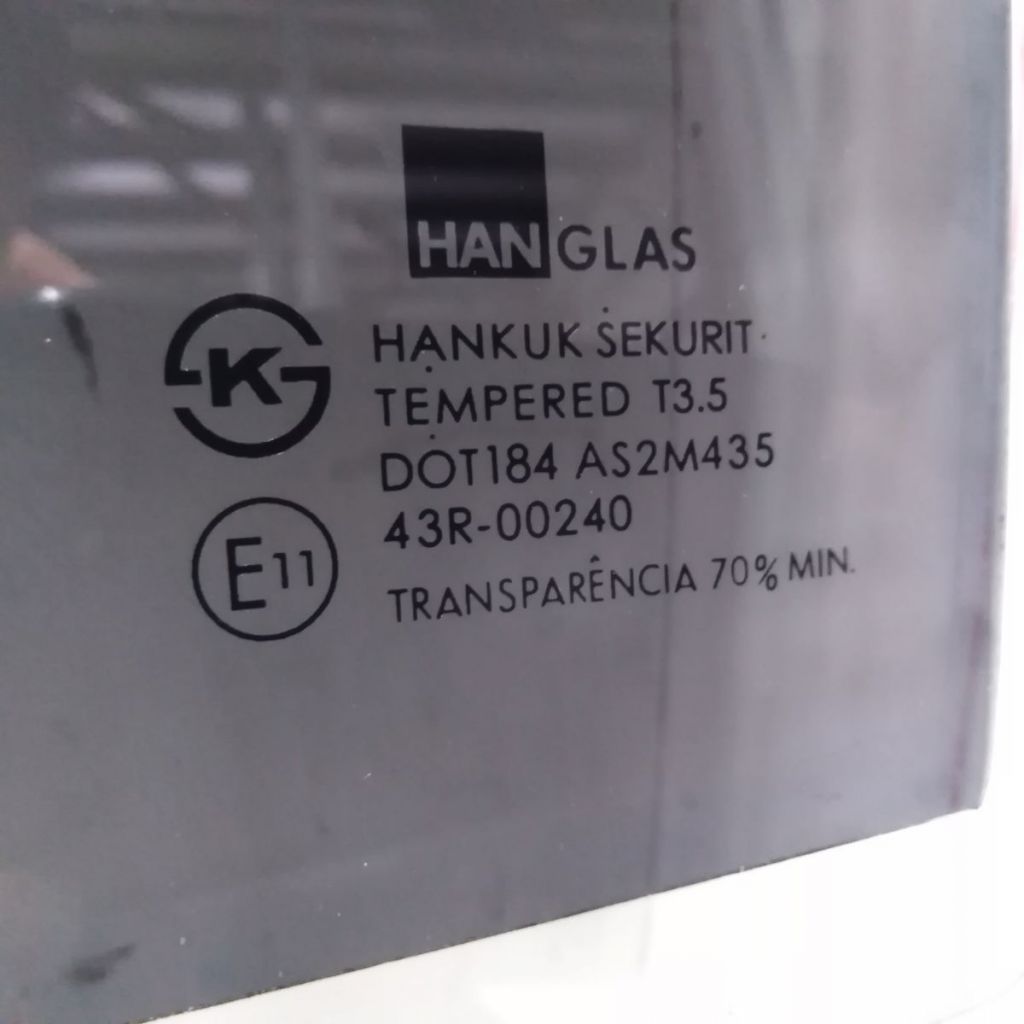 HANGLAS
HANKUK SEKURIT
TEMPERED T3.5
DOT184 AS2M435
43R-00240
TRANSPARÊNCIA 70% MIN.
K
E11